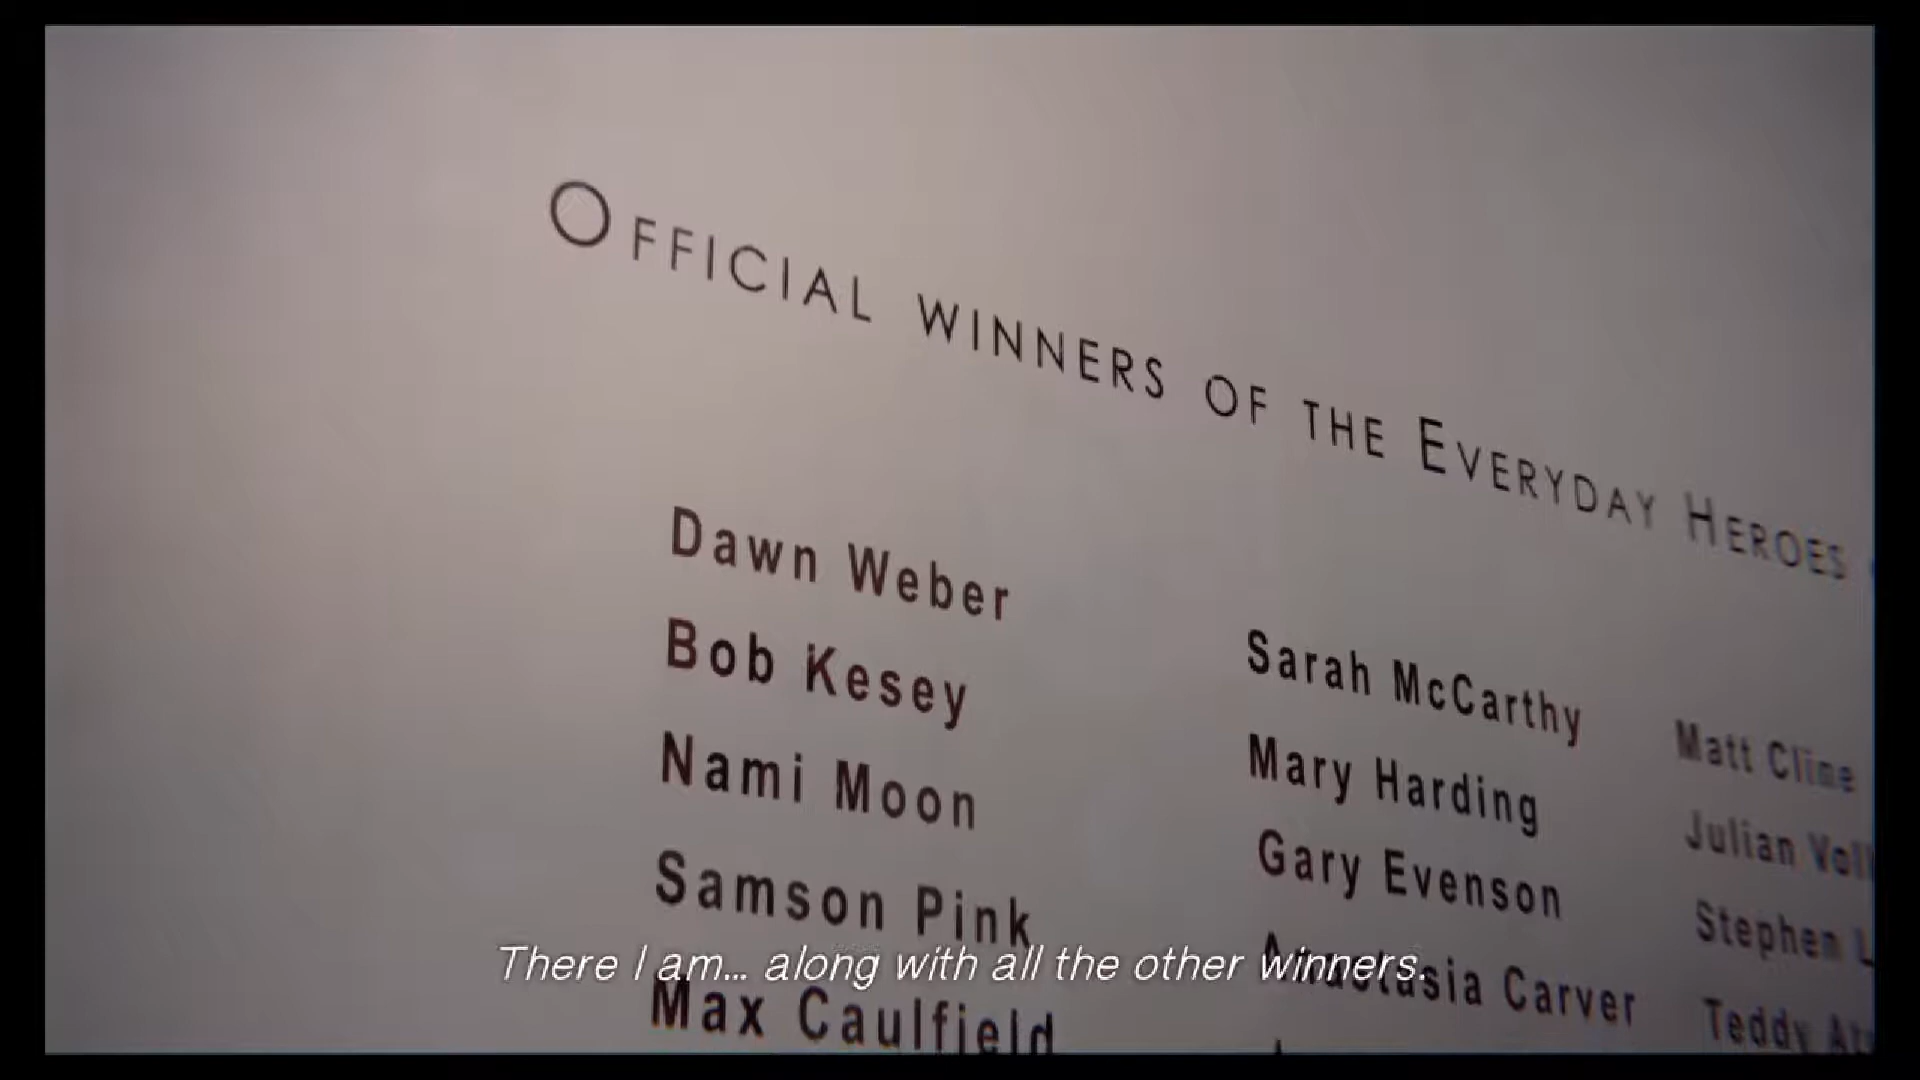 OFFICIAL WINNERS OF THE EVERYDAY HEROES
Dawn Weber
Bob Kesey
Nami Moon
Samson Pink
Max Caulfield
Sarah McCarthy
Mary Harding
Gary Evenson
Anastasia Carver
Matt Cline
Julian
Stephen
Teddy
There I am... along with all the other winners.